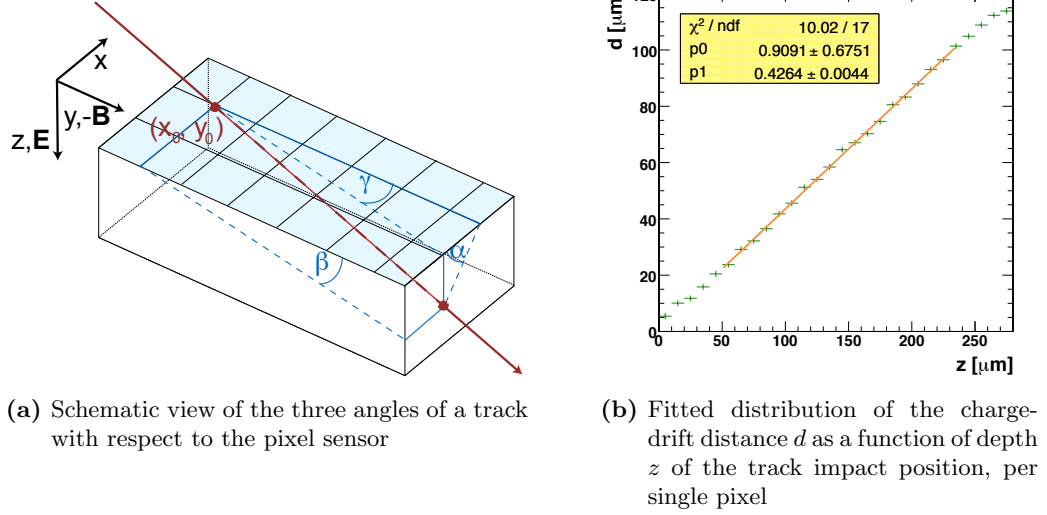 x
y,-B
z,E
(x0, y0)
γ
β
α
d [μm]
120
100
80
60
40
20
0
χ² / ndf 10.02 / 17
p0 0.9091 ± 0.6751
p1 0.4264 ± 0.0044
0 50 100 150 200 250
z [μm]
(a) Schematic view of the three angles of a track
with respect to the pixel sensor
(b) Fitted distribution of the charge-
drift distance d as a function of depth
z of the track impact position, per
single pixel